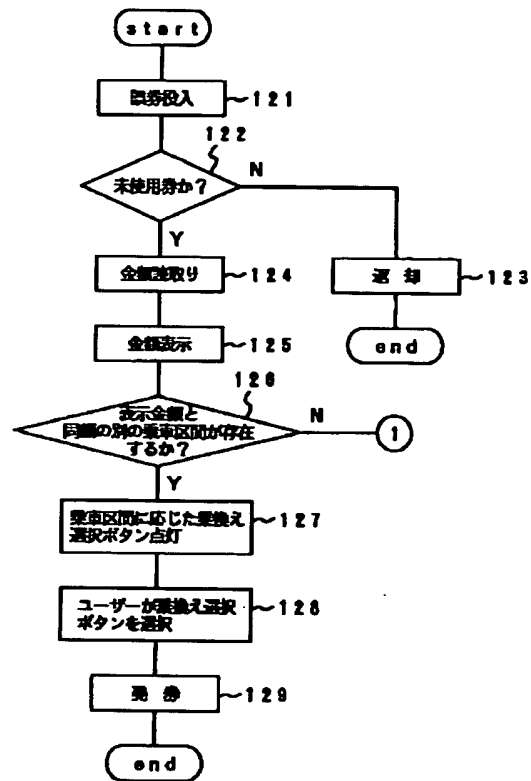 start
誤券投入
121
122
未使用券か?
N
Y
金額読取り
124
返 却
123
金額表示
125
end
126
表示金額と
同額の別の乗車区間が存在
するか?
N
1
Y
乗車区間に応じた乗換え
選択ボタン点灯
127
ユーザーが乗換え選択
ボタンを選択
128
発 券
129
end